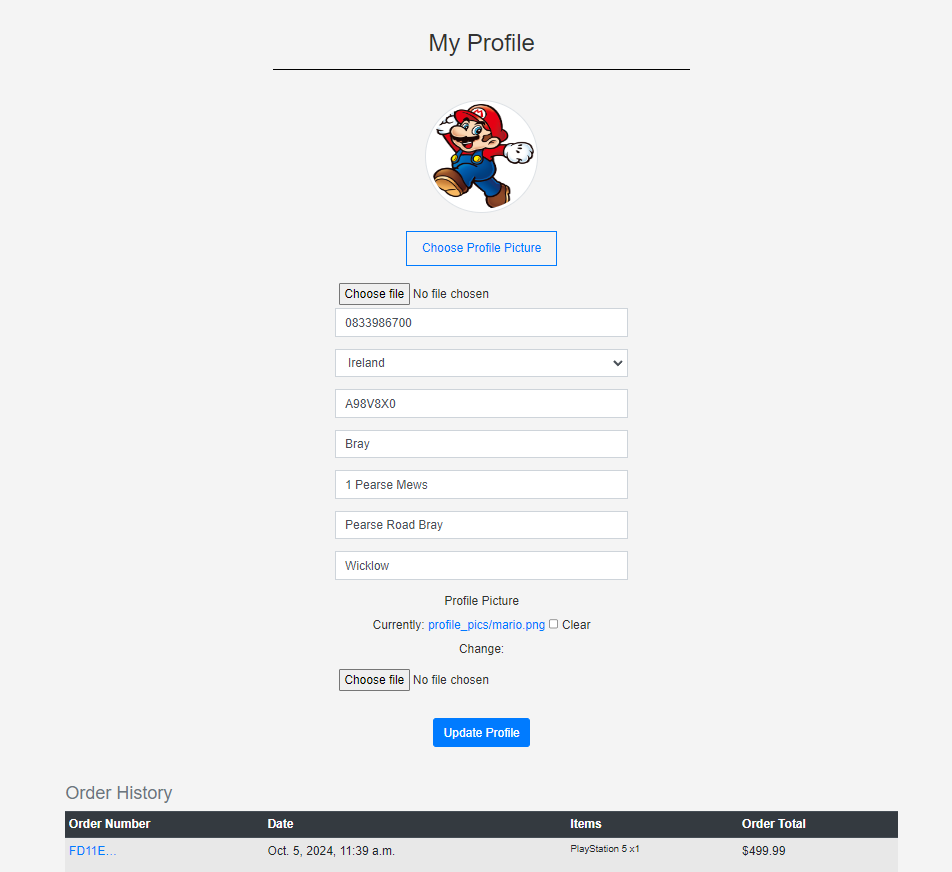 My Profile
Choose Profile Picture
Choose file No file chosen
0833986700
Ireland
A98V8X0
Bray
1 Pearse Mews
Pearse Road Bray
Wicklow
Profile Picture
Currently: profile_pics/mario.png Clear
Change:
Choose file No file chosen
Update Profile
Order History
Order Number Date Items Order Total
FD11E... Oct. 5, 2024, 11:39 a.m. PlayStation 5 x1 $499.99